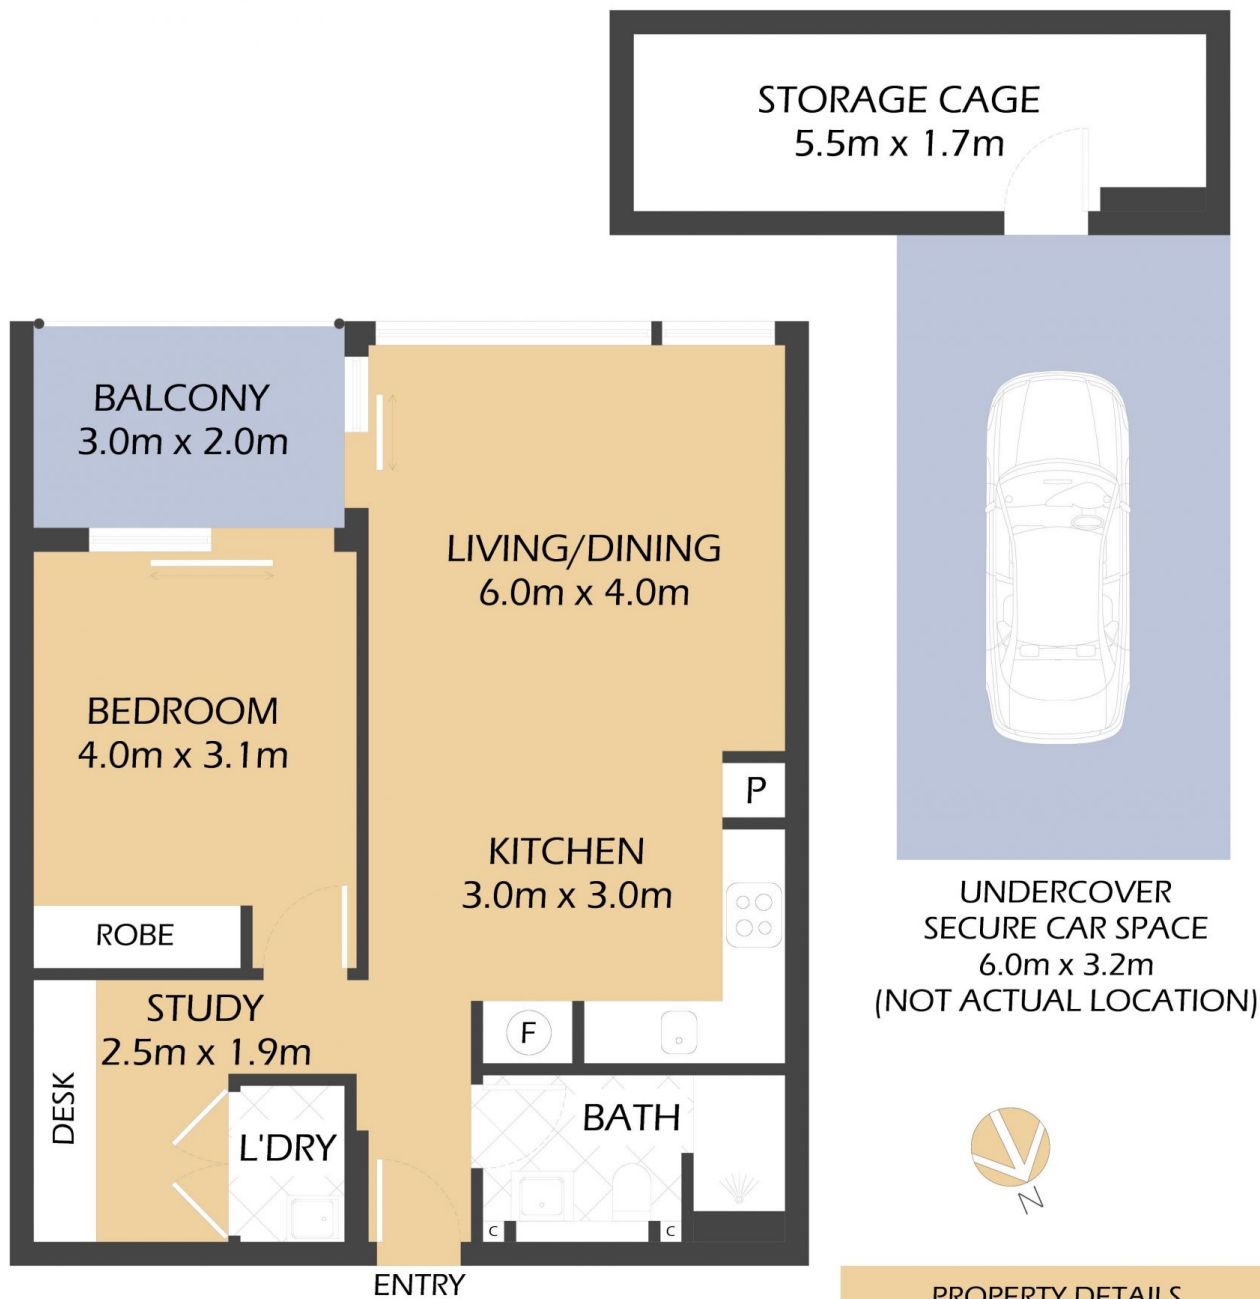 STORAGE CAGE
5.5m x 1.7m
BALCONY
3.0m x 2.0m
LIVING/DINING
6.0m x 4.0m
BEDROOM
4.0m x 3.1m
P
KITCHEN
3.0m x 3.0m
ROBE
UNDERCOVER
SECURE CAR SPACE
6.0m x 3.2m
(NOT ACTUAL LOCATION)
STUDY
2.5m x 1.9m
F
DESK
L'DRY
BATH
C
C
N
ENTRY
PROPERTY DETAILS